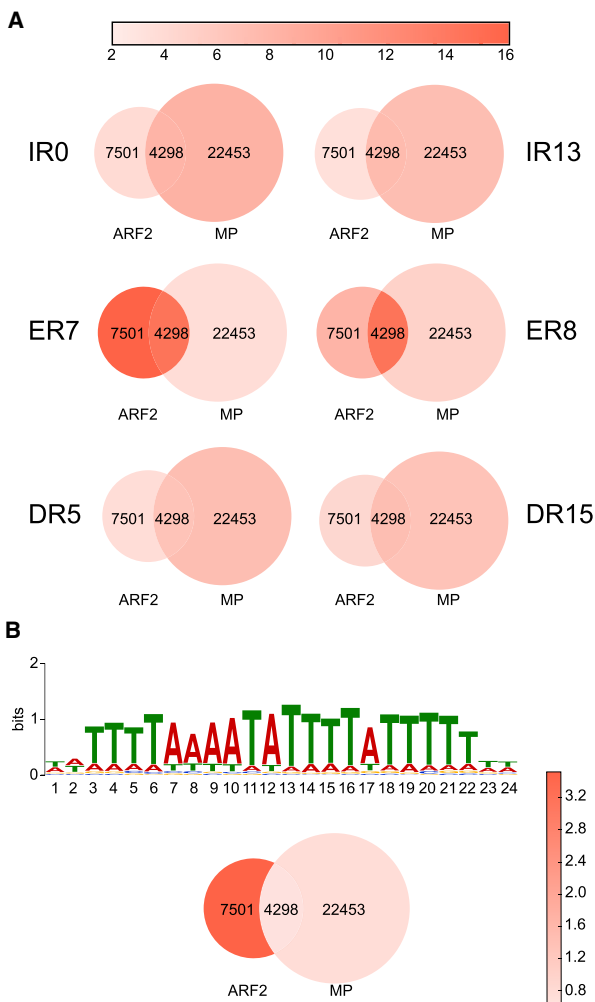 A
2 4 6 8 10 12 14 16
IR0 7501 4298 22453 7501 4298 22453 IR13
ARF2 MP ARF2 MP
ER7 7501 4298 22453 7501 4298 22453 ER8
ARF2 MP ARF2 MP
DR5 7501 4298 22453 7501 4298 22453 DR15
ARF2 MP ARF2 MP
B
2
bits
1
TTTTAAAATATTTTATTTTT
0
1 2 3 4 5 6 7 8 9 10 11 12 13 14 15 16 17 18 19 20 21 22 23 24
3.2
2.8
2.4
2.0
1.6
1.2
0.8
7501 4298 22453
ARF2 MP